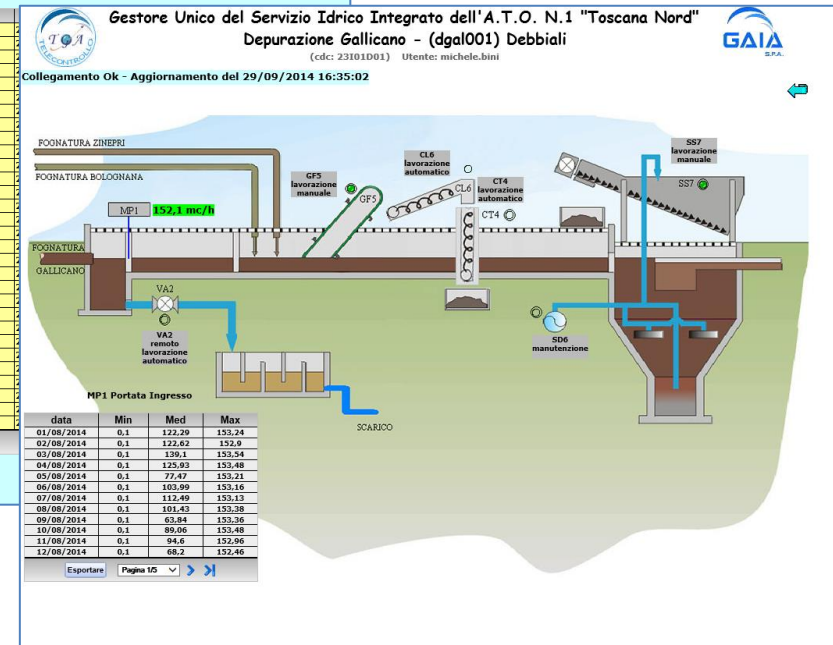 Gestore Unico del Servizio Idrico Integrato dell'A.T.O. N.1 "Toscana Nord"
Depurazione Gallicano - (dgal001) Debbiali
(cdc: 23I01D01) Utente: michele.bini
TGA
TELECONTROLLO
GAIA
S.P.A.
Collegamento Ok - Aggiornamento del 29/09/2014 16:35:02
FOGNATURA ZINEPRI
FOGNATURA BOLOGNANA
MP1 152,1 mc/h
FOGNATURA
GALLICANO
GF5
lavorazione
manuale
GF5
CL6
lavorazione
automatico
CL6
CT4
lavorazione
automatico
CT4
SS7
lavorazione
manuale
SS7
VA2
VA2
remoto
lavorazione
automatico
SD6
manutenzione
SCARICO
MP1 Portata Ingresso
data Min Med Max
01/08/2014 0,1 122,29 153,24
02/08/2014 0,1 122,62 152,9
03/08/2014 0,1 139,1 153,54
04/08/2014 0,1 125,93 153,48
05/08/2014 0,1 77,47 153,21
06/08/2014 0,1 103,99 153,16
07/08/2014 0,1 112,49 153,13
08/08/2014 0,1 101,43 153,38
09/08/2014 0,1 63,84 153,36
10/08/2014 0,1 89,06 153,48
11/08/2014 0,1 94,6 152,96
12/08/2014 0,1 68,2 152,46
Esportare Pagina 1/5